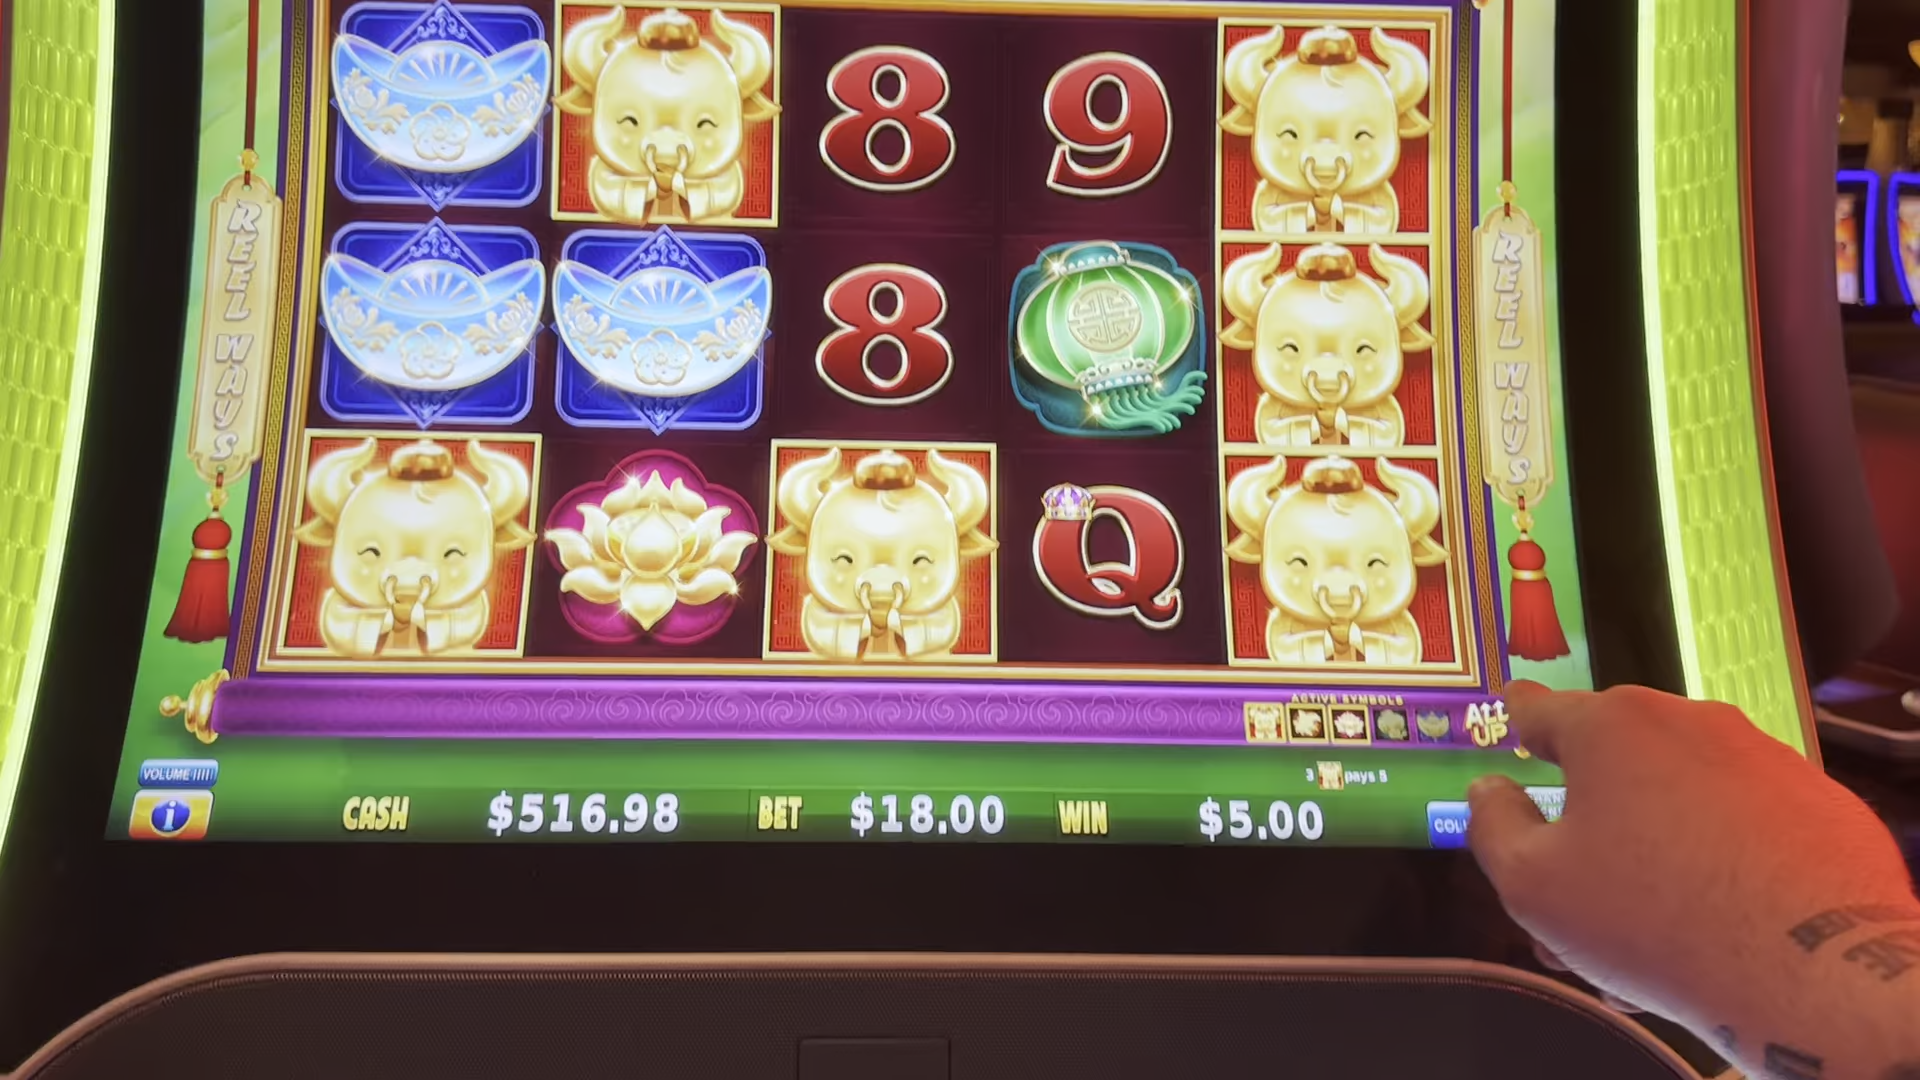 8
9
8
Q
REEL WAYS
REEL WAYS
ACTIVE SYMBOLS
ALL UP
3 pays 5
VOLUME
i
CASH $516.98 BET $18.00 WIN $5.00